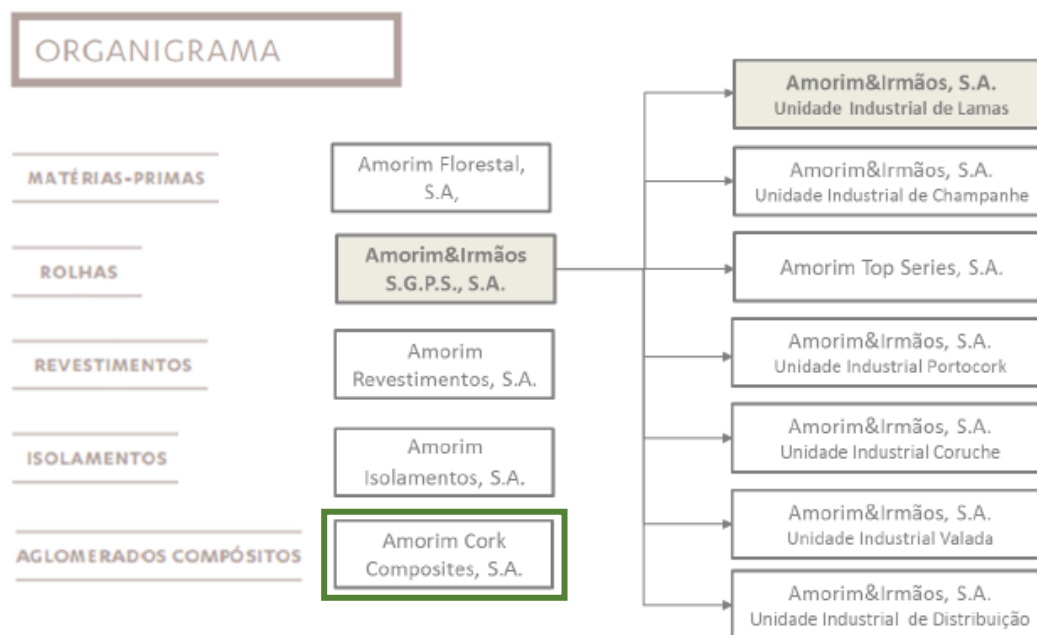 ORGANIGRAMA
MATÉRIAS-PRIMAS
ROLHAS
REVESTIMENTOS
ISOLAMENTOS
AGLOMERADOS COMPÓSITOS
Amorim Florestal,
S.A,
Amorim&Irmãos
S.G.P.S., S.A.
Amorim
Revestimentos, S.A.
Amorim
Isolamentos, S.A.
Amorim Cork
Composites, S.A.
Amorim&Irmãos, S.A.
Unidade Industrial de Lamas
Amorim&Irmãos, S.A.
Unidade Industrial de Champanhe
Amorim Top Series, S.A.
Amorim&Irmãos, S.A.
Unidade Industrial Portocork
Amorim&Irmãos, S.A.
Unidade Industrial Coruche
Amorim&Irmãos, S.A.
Unidade Industrial Valada
Amorim&Irmãos, S.A.
Unidade Industrial de Distribuição